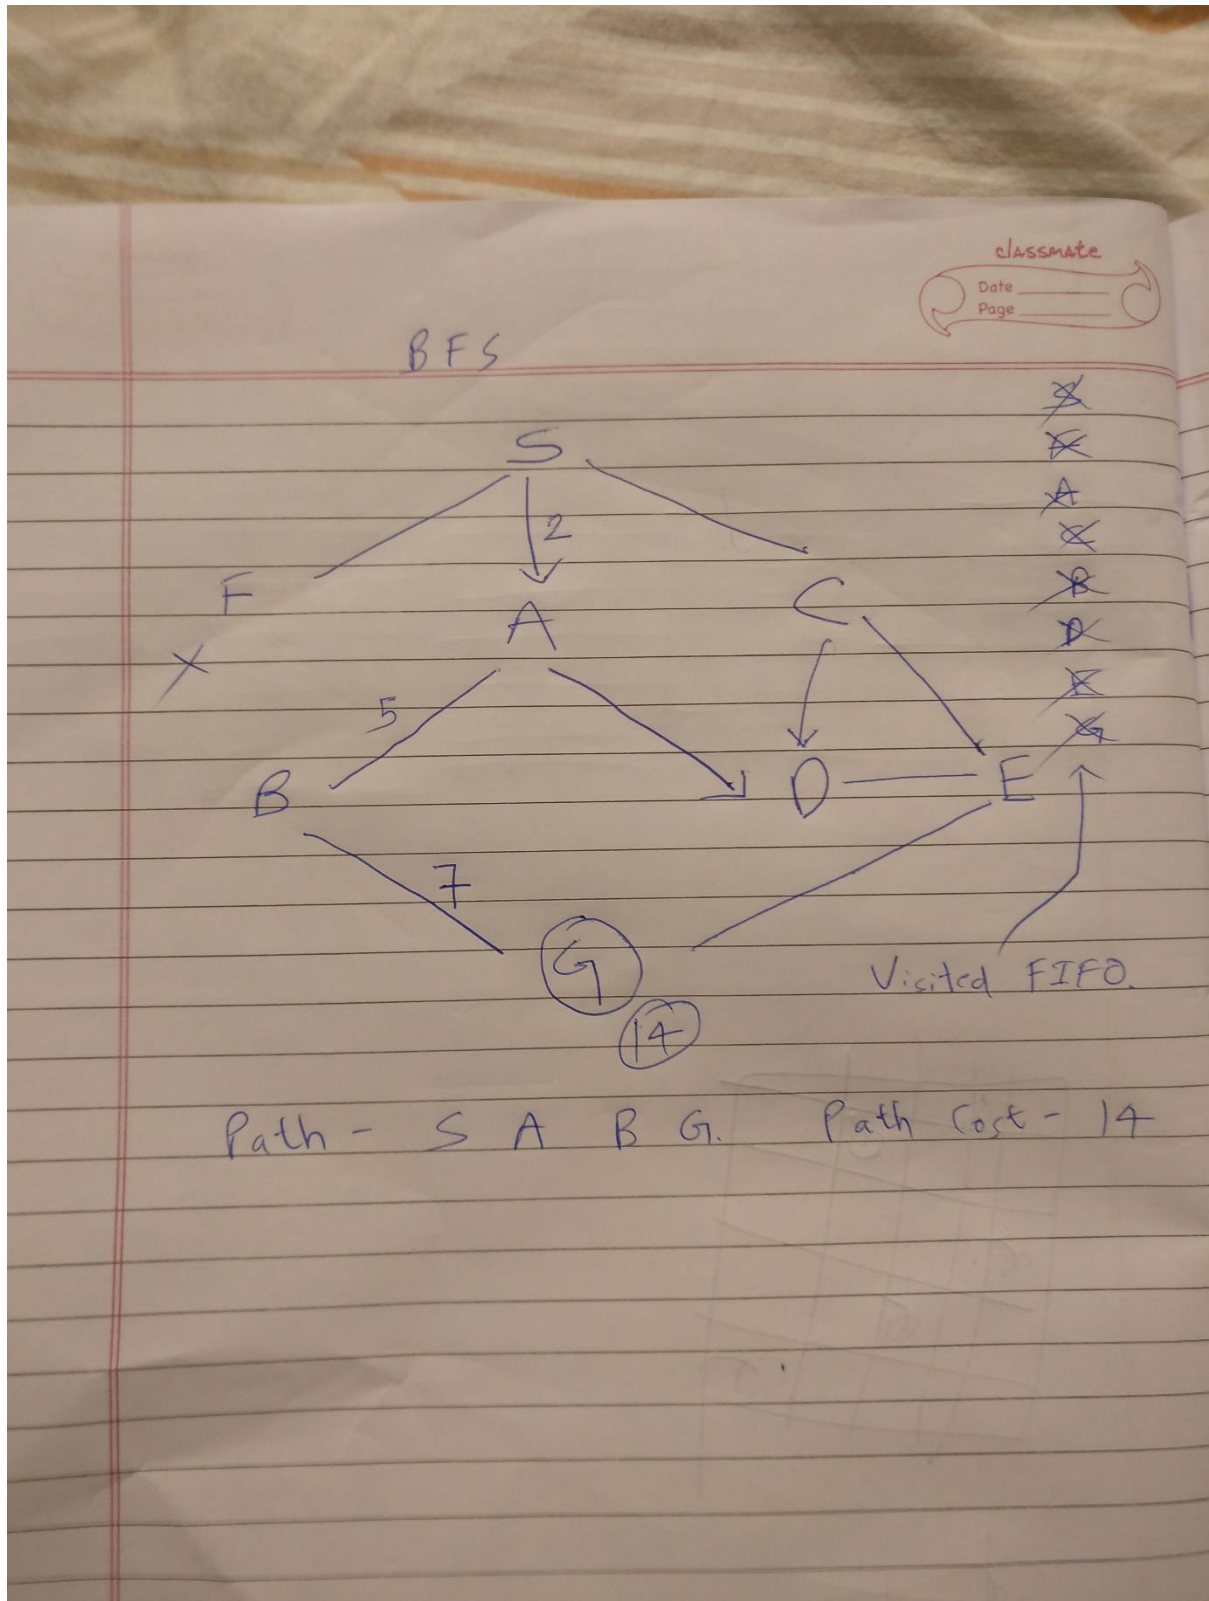 classmate
Date
Page
BFS
S
F
A
C
B
D
E
G
S
2
F
A
C
X
5
B
D
E
7
G
14
Visited FIFO.
Path - S A B G. Path Cost - 14